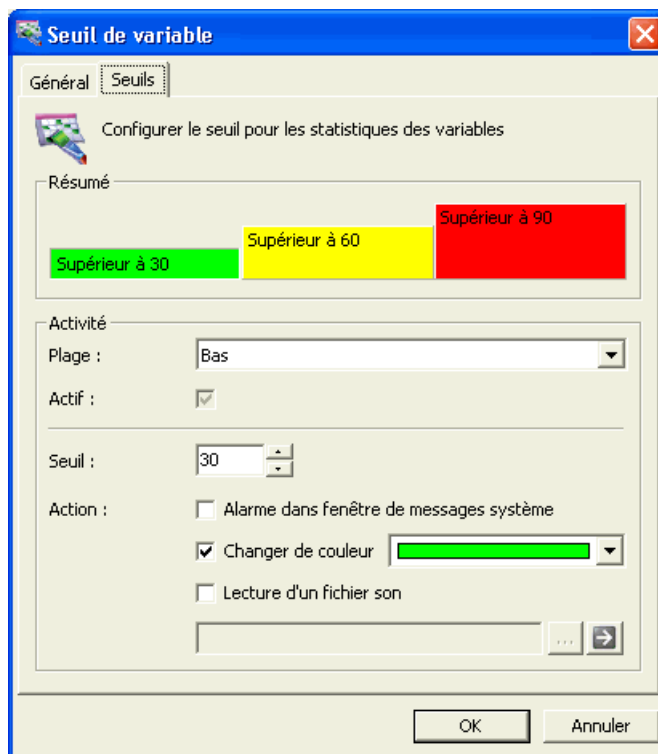 Seuil de variable
Général
Seuils
Configurer le seuil pour les statistiques des variables
Résumé
Supérieur à 30
Supérieur à 60
Supérieur à 90
Activité
Plage :
Bas
Actif :
Seuil :
30
Action :
Alarme dans fenêtre de messages système
Changer de couleur
Lecture d'un fichier son
...
OK
Annuler